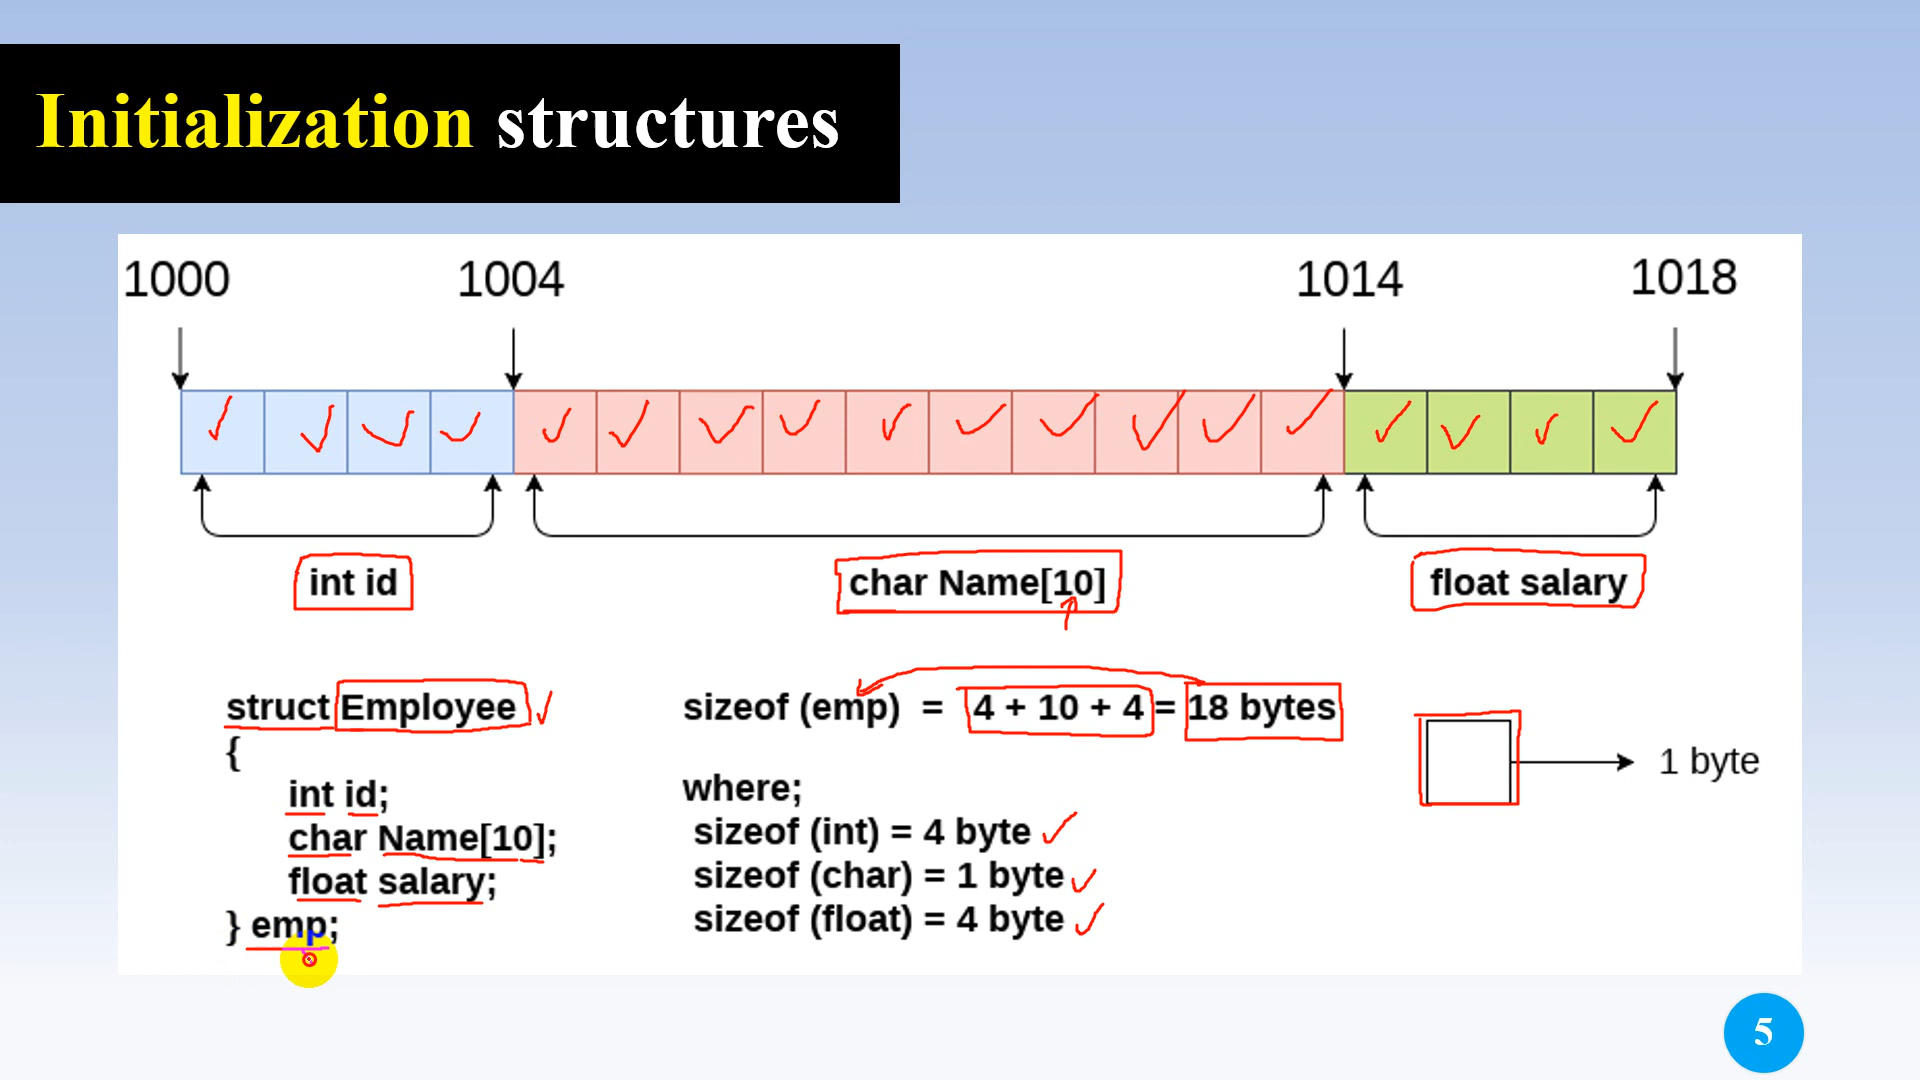 Initialization structures
1000 1004 1014 1018
int id char Name[10] float salary
struct Employee
{
int id;
char Name[10];
float salary;
} emp;
sizeof (emp) = 4 + 10 + 4 = 18 bytes
where;
sizeof (int) = 4 byte
sizeof (char) = 1 byte
sizeof (float) = 4 byte
1 byte
5